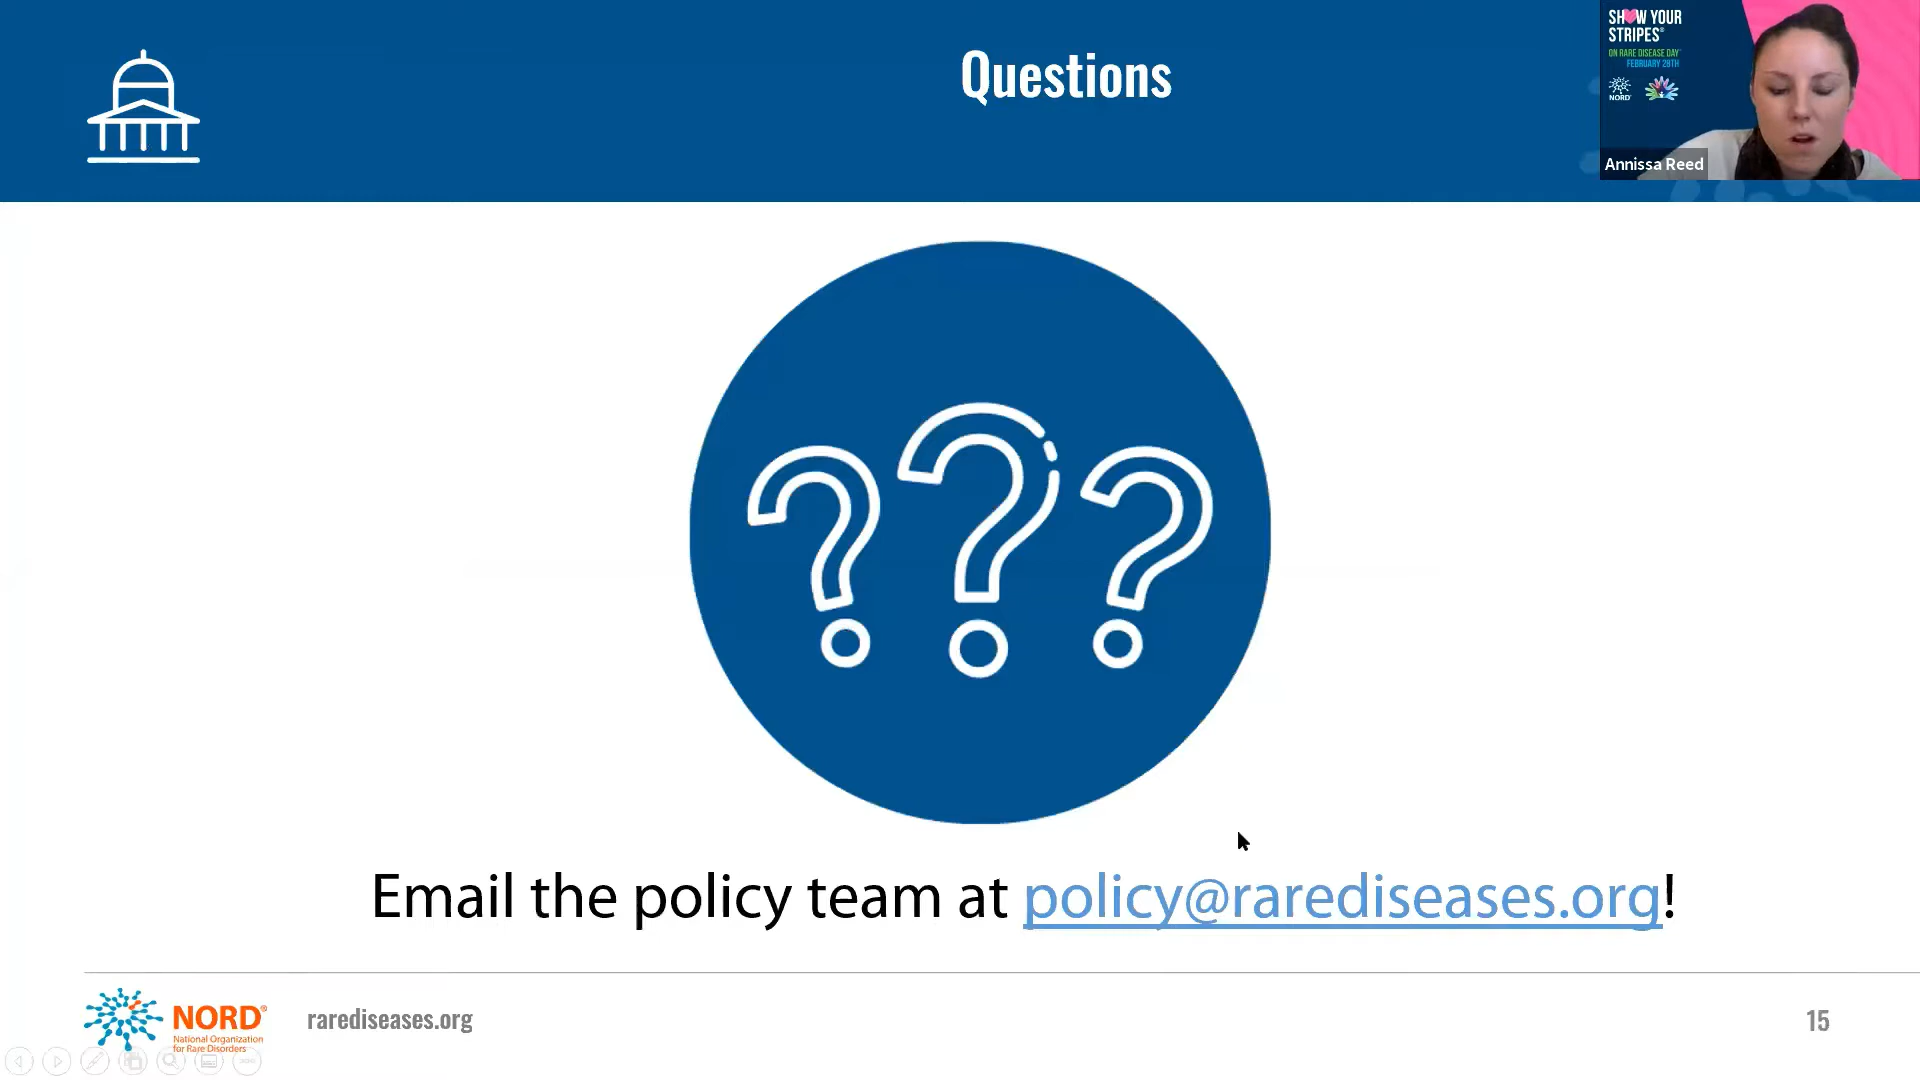 Questions
SHOW YOUR
STRIPES®
ON RARE DISEASE DAY
FEBRUARY 29TH
NORD
Annissa Reed
Email the policy team at policy@rarediseases.org!
NORD®
National Organization
for Rare Disorders
rarediseases.org
15